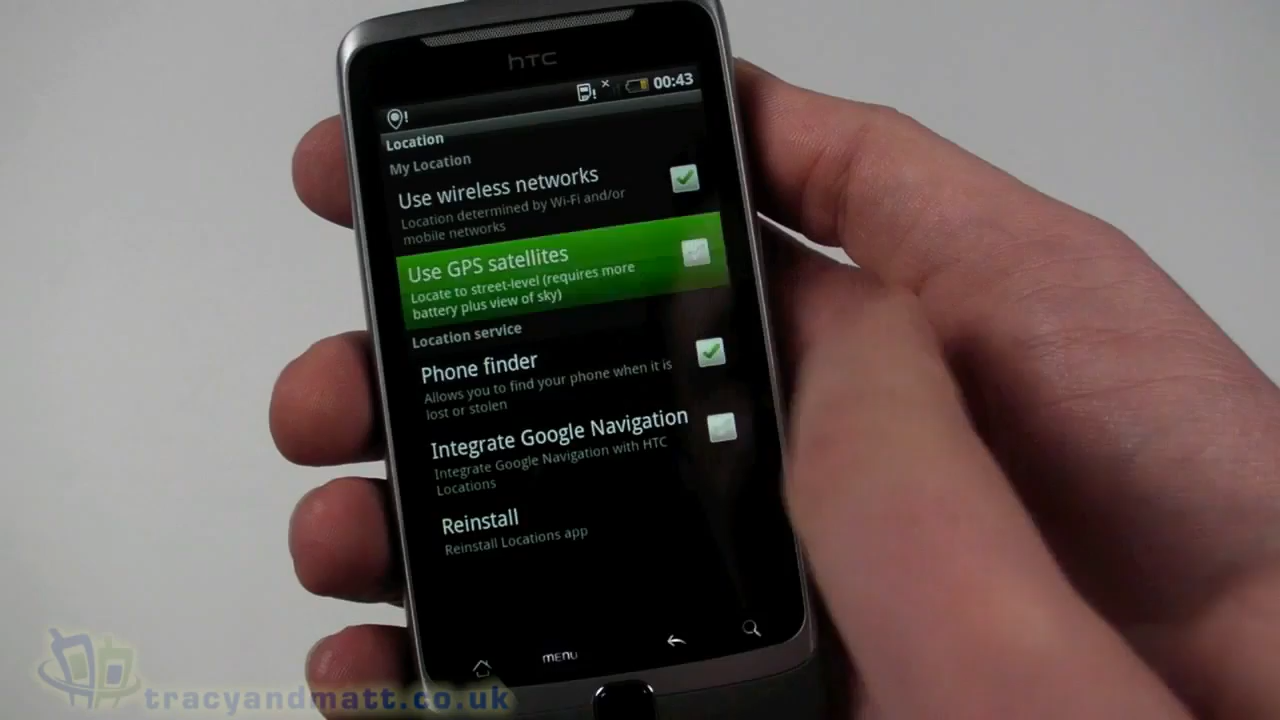 hTC
00:43
Location
My Location
Use wireless networks
Location determined by Wi-Fi and/or
mobile networks
Use GPS satellites
Locate to street-level (requires more
battery plus view of sky)
Location service
Phone finder
Allows you to find your phone when it is
lost or stolen
Integrate Google Navigation
Integrate Google Navigation with HTC
Locations
Reinstall
Reinstall Locations app
MENU
tracyandmatt.co.uk